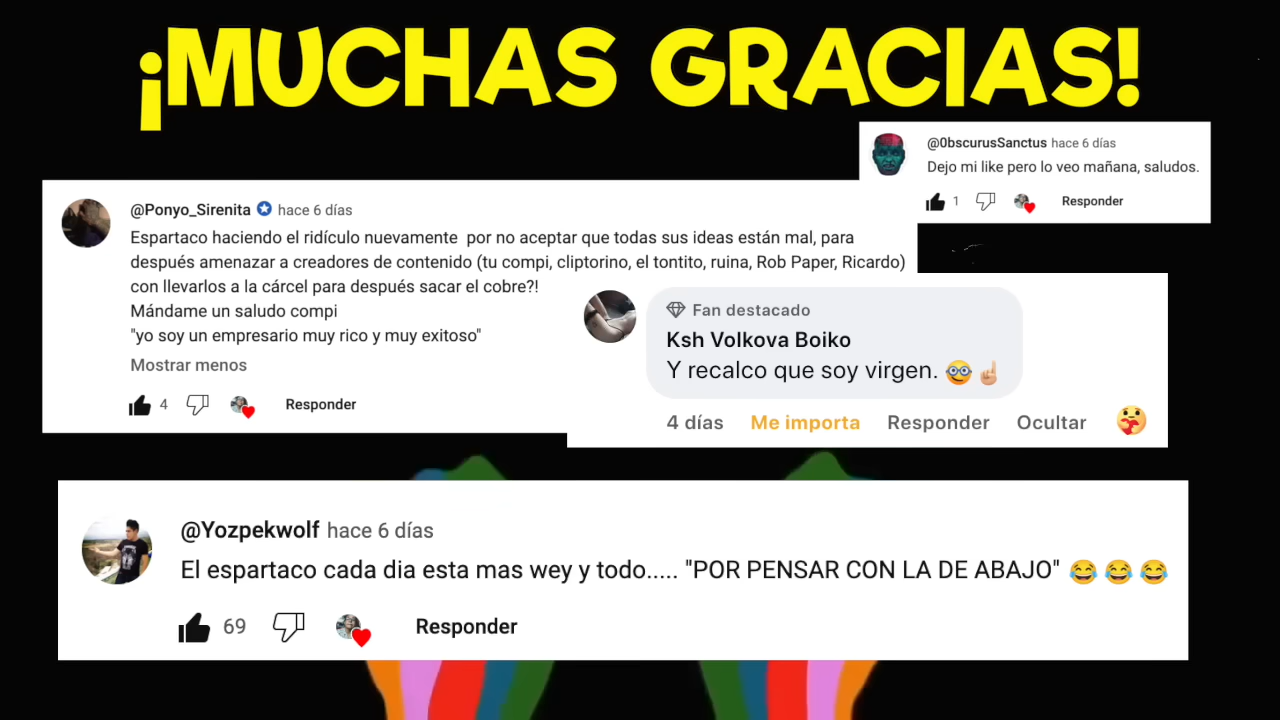 ¡MUCHAS GRACIAS!
@0bscurusSanctus hace 6 días
Dejo mi like pero lo veo mañana, saludos.
1 Responder
@Ponyo_Sirenita hace 6 días
Espartaco haciendo el ridículo nuevamente por no aceptar que todas sus ideas están mal, para
después amenazar a creadores de contenido (tu compi, cliptorino, el tontito, ruina, Rob Paper, Ricardo)
con llevarlos a la cárcel para después sacar el cobre?!
Mándame un saludo compi
"yo soy un empresario muy rico y muy exitoso"
Mostrar menos
4 Responder
Fan destacado
Ksh Volkova Boiko
Y recalco que soy virgen. 🤓☝🏼
4 días Me importa Responder Ocultar
@Yozpekwolf hace 6 días
El espartaco cada dia esta mas wey y todo..... "POR PENSAR CON LA DE ABAJO" 😂 😂 😂
69 Responder